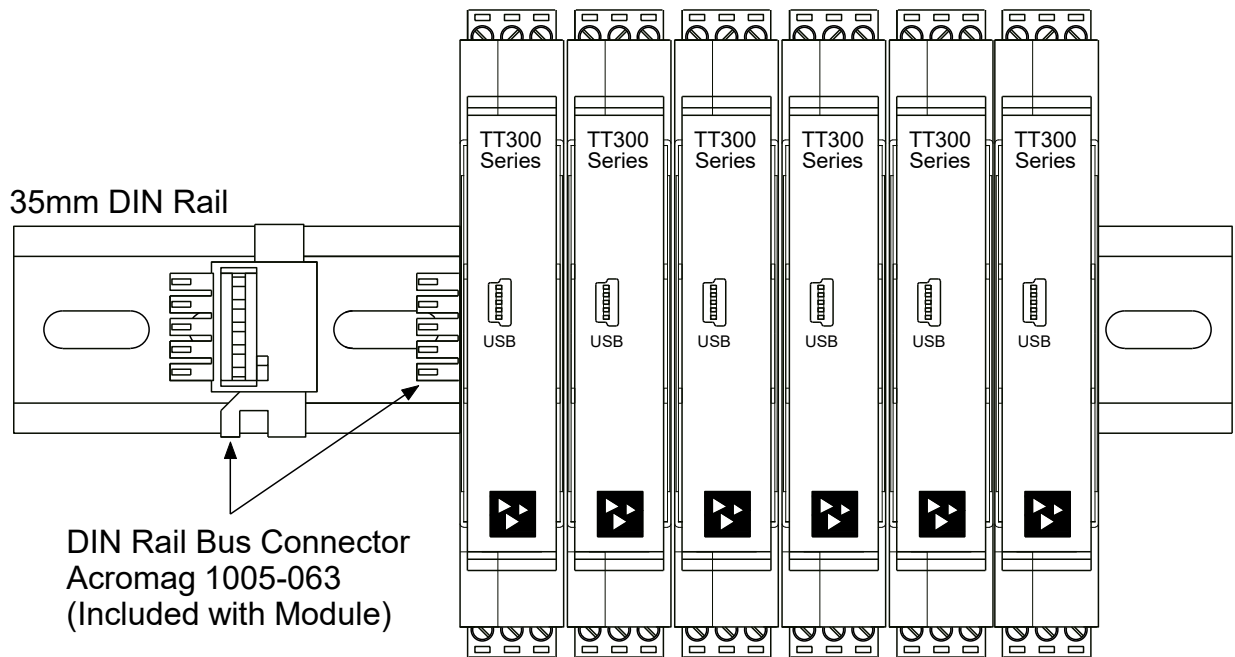 TT300
Series
TT300
Series
TT300
Series
TT300
Series
TT300
Series
TT300
Series
35mm DIN Rail
USB
USB
USB
USB
USB
USB
DIN Rail Bus Connector
Acromag 1005-063
(Included with Module)